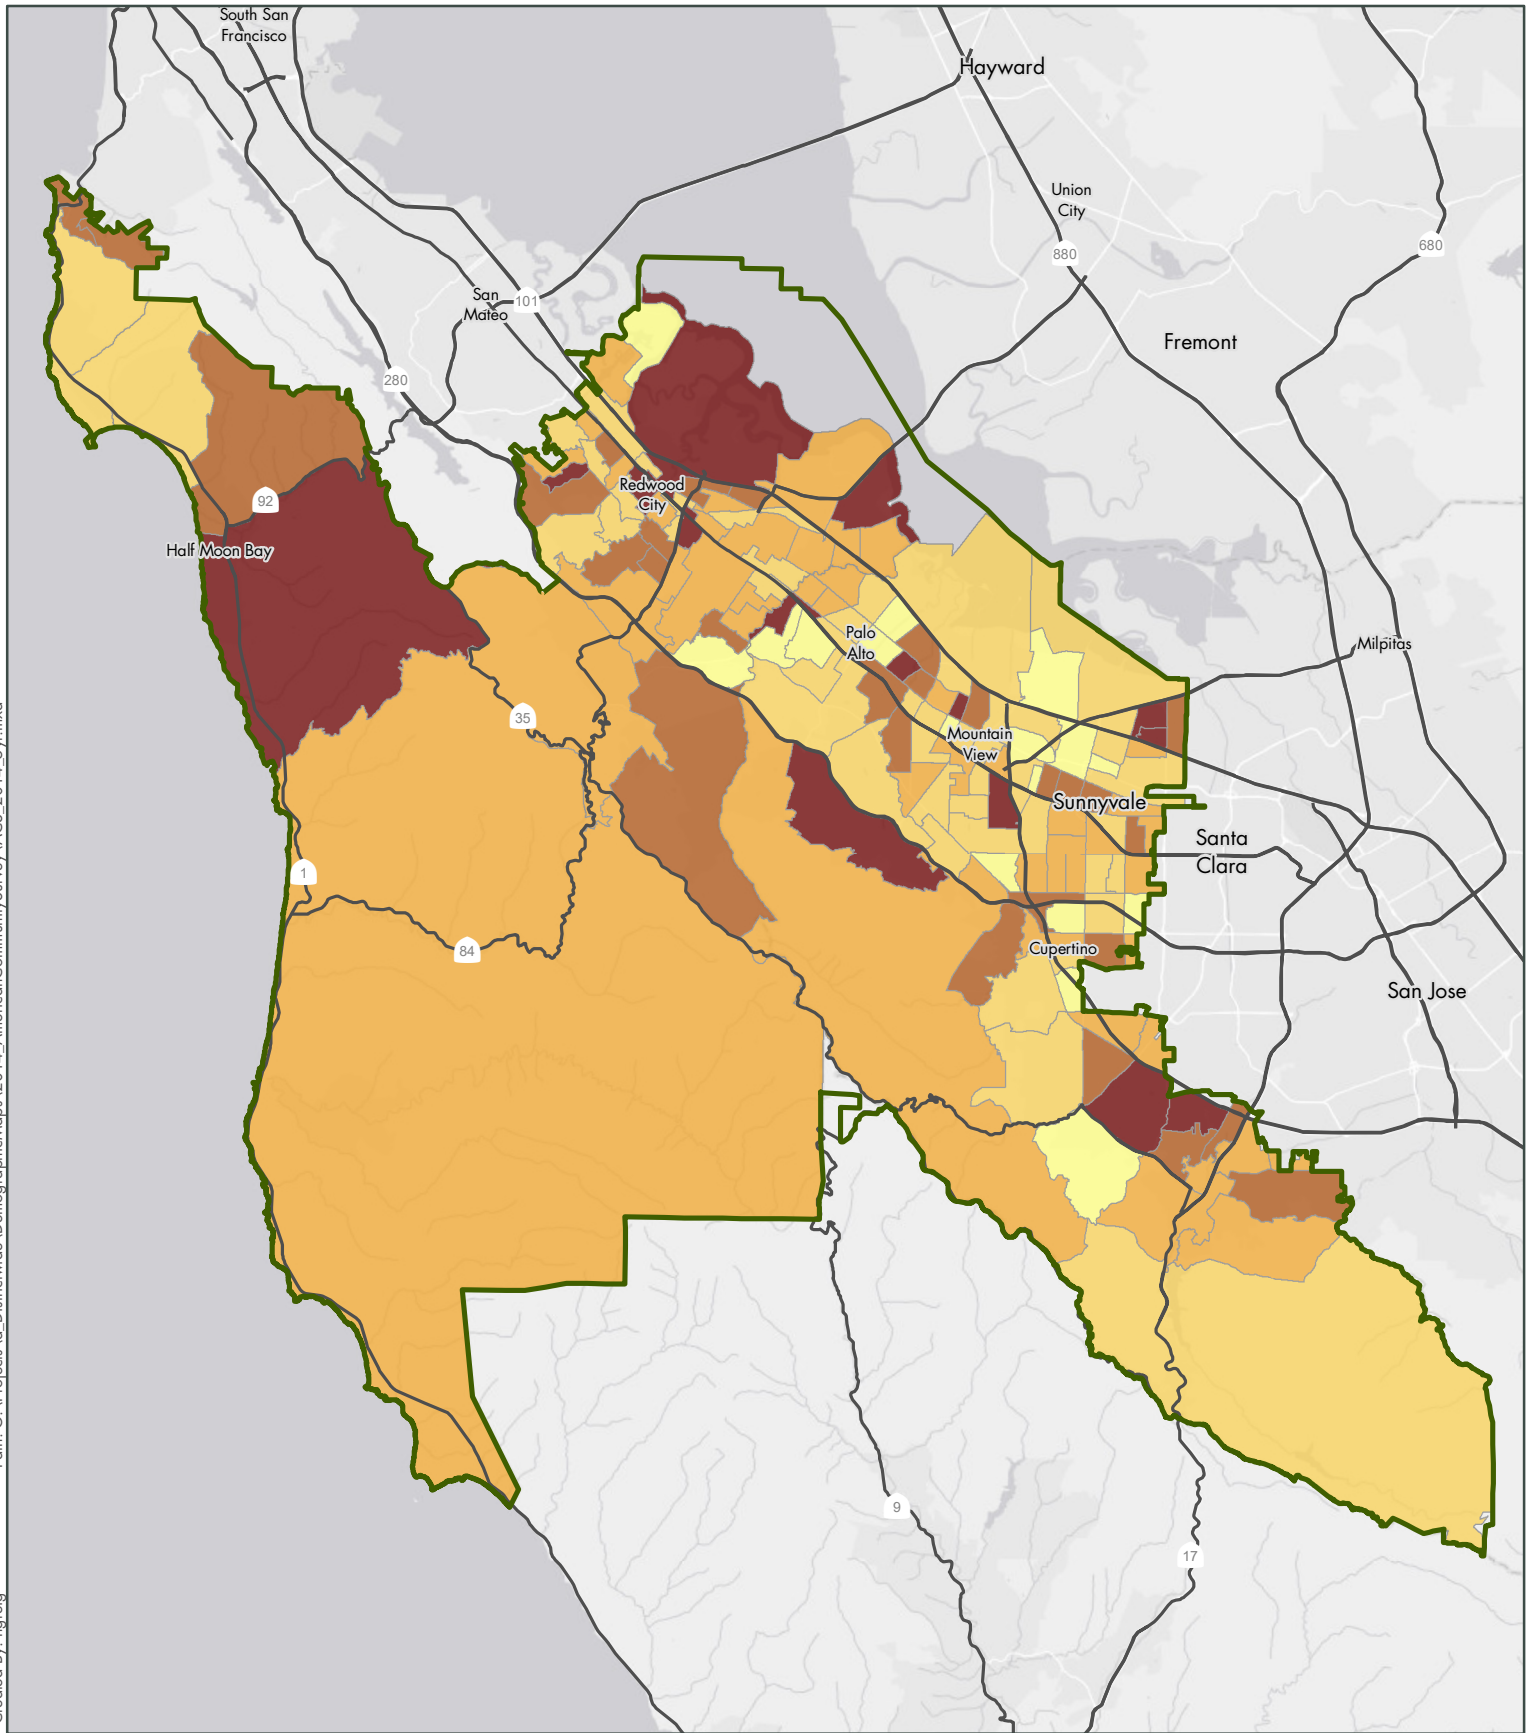 South San
Francisco
Hayward
Union
City
880
680
San
Mateo
101
Fremont
280
Redwood
City
92
Half Moon Bay
Palo
Alto
Milpitas
35
Mountain
View
Sunnyvale
Santa
Clara
1
84
Cupertino
San Jose
9
17